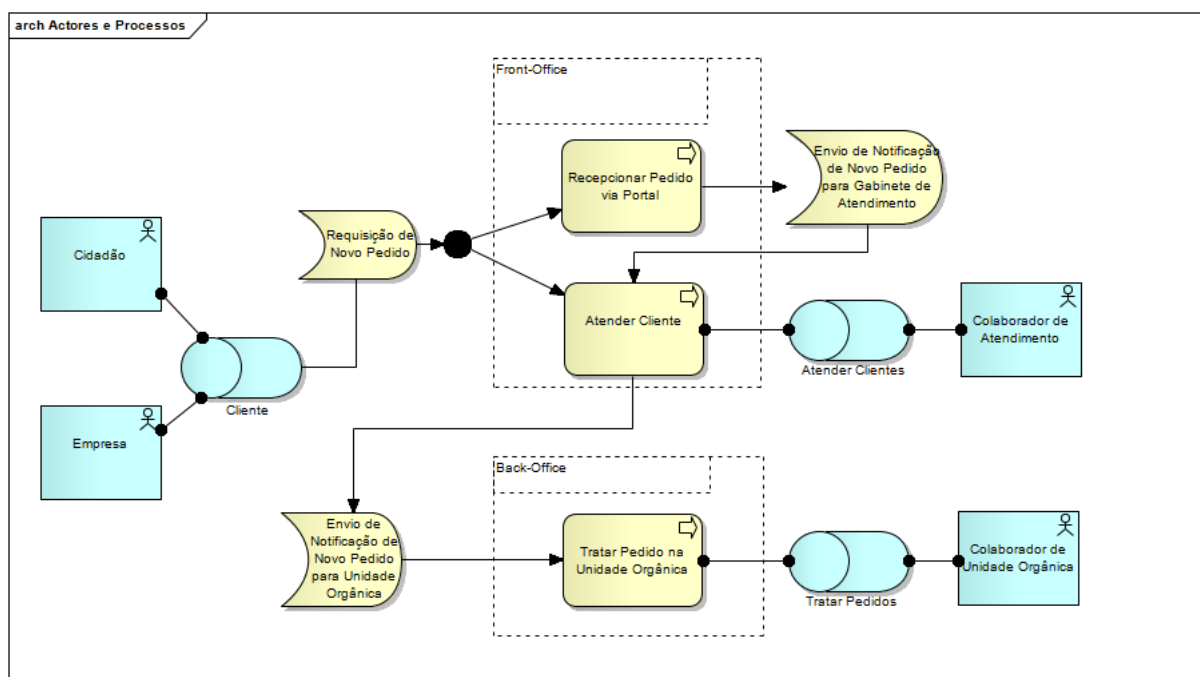 arch Actores e Processos
Front-Office
Envio de Notificação
de Novo Pedido
para Gabinete de
Atendimento
Recepcionar Pedido
via Portal
Requisição de
Novo Pedido
Cidadão
Atender Cliente
Colaborador de
Atendimento
Atender Clientes
Cliente
Empresa
Back-Office
Envio de
Notificação de
Novo Pedido
para Unidade
Orgânica
Tratar Pedido na
Unidade Orgânica
Colaborador de
Unidade Orgânica
Tratar Pedidos